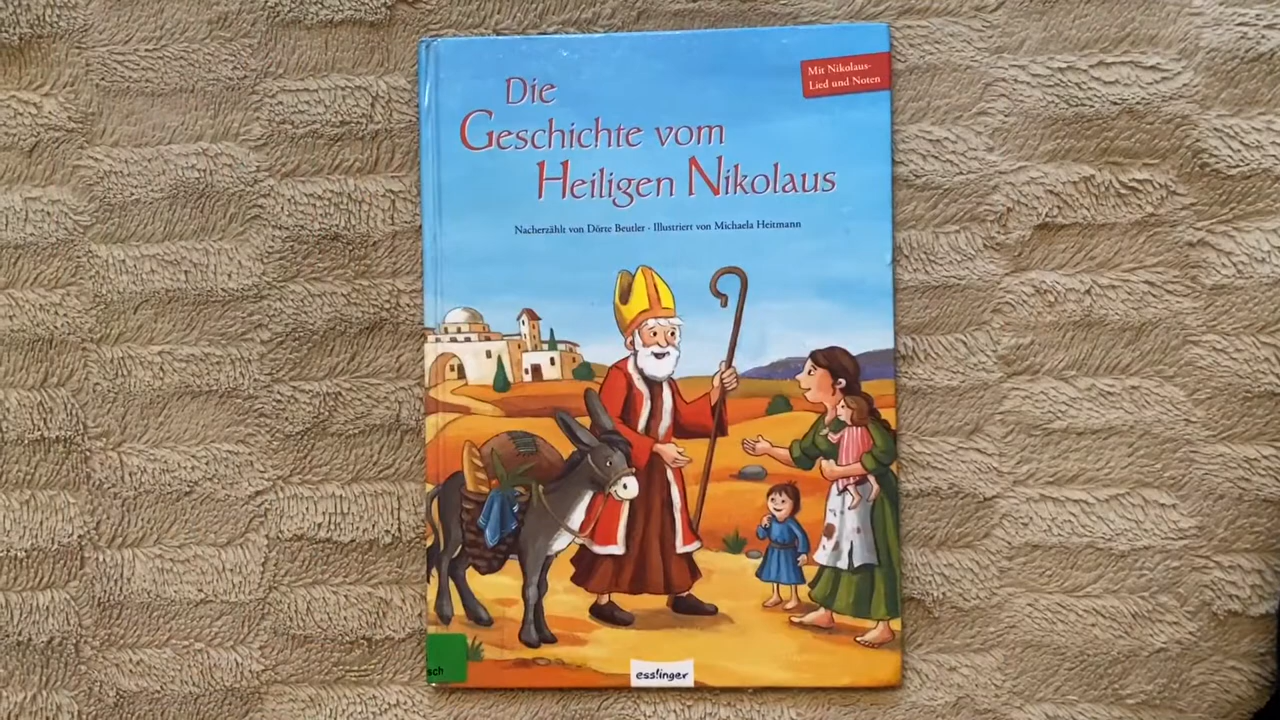 Mit Nikolaus-
Lied und Noten
Die
Geschichte vom
Heiligen Nikolaus
Nacherzählt von Dörte Beutler · Illustriert von Michaela Heitmann
sch
esslinger